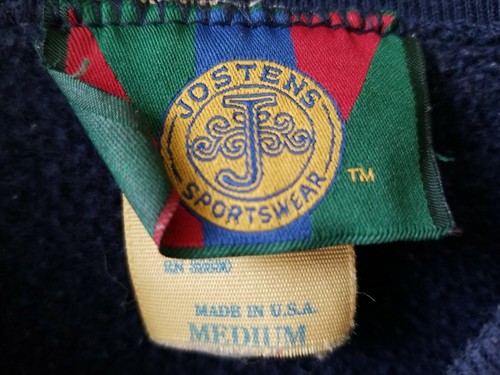 JOSTENS
J
SPORTSWEAR
TM
MADE IN U.S.A.
MEDIUM